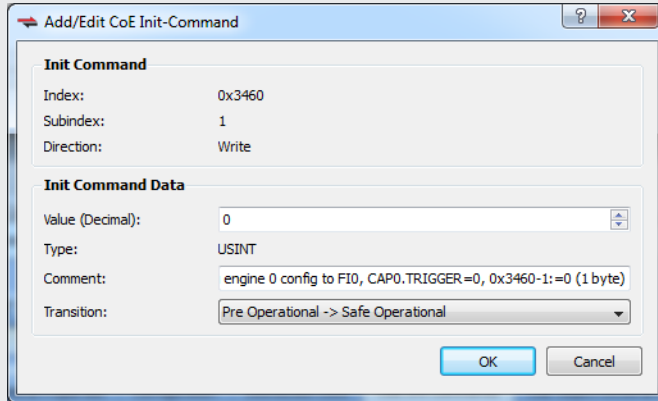 Add/Edit CoE Init-Command
?
Init Command
Index: 0x3460
Subindex: 1
Direction: Write
Init Command Data
Value (Decimal): 0
Type: USINT
Comment: engine 0 config to FI0, CAP0.TRIGGER=0, 0x3460-1:=0 (1 byte)
Transition: Pre Operational -> Safe Operational
OK Cancel